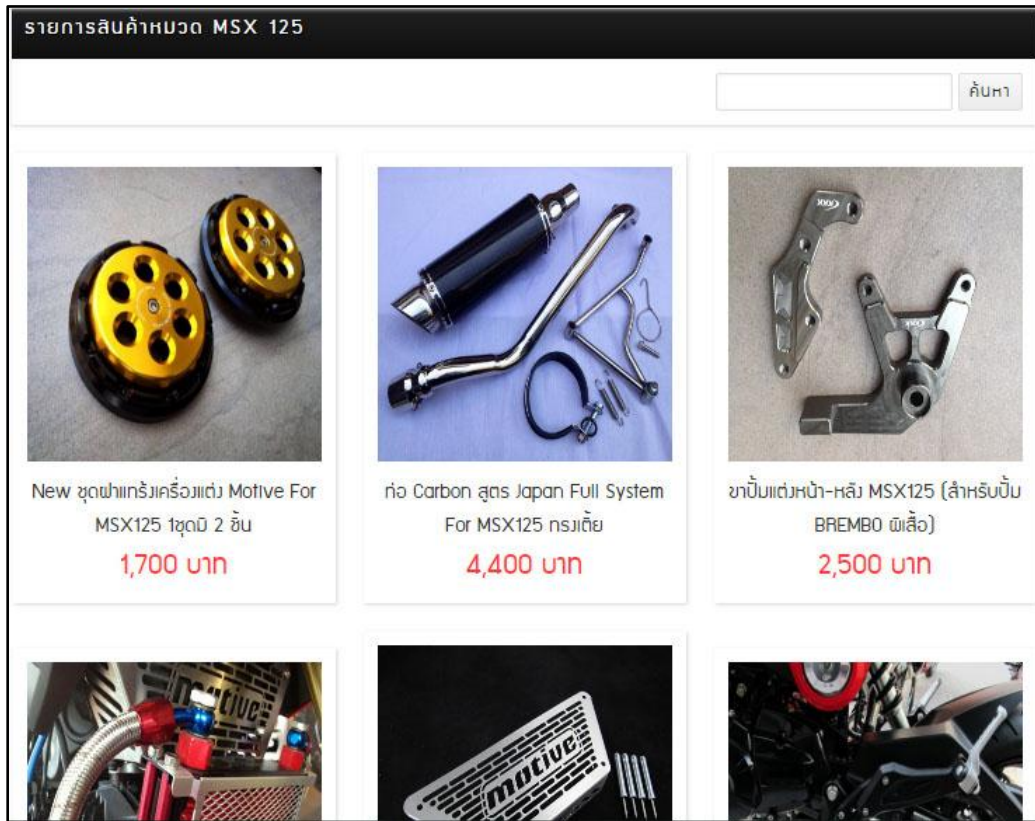 รายการสินค้าหมวด MSX 125
ค้นหา
New ชุดฝาแทร้งเครื่องแต่ง Motive For
MSX125 1ชุดมี 2 ชิ้น
1,700 บาท
ท่อ Carbon สูตร Japan Full System
For MSX125 ทรงเตี้ย
4,400 บาท
ขาปั้มแต่งหน้า-หลัง MSX125 (สำหรับปั้ม
BREMBO ผีเสื้อ)
2,500 บาท
motive
motive